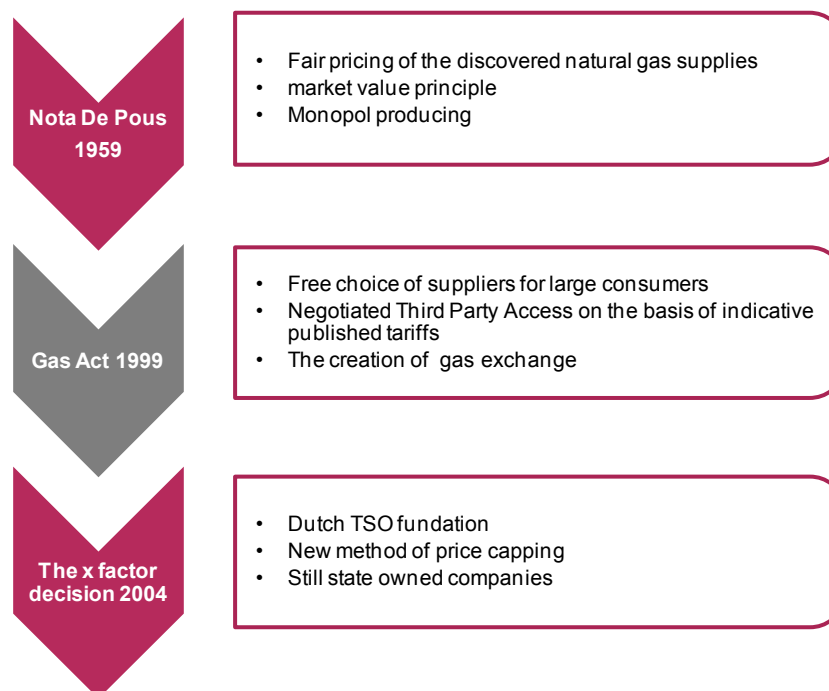 Nota De Pous
1959
• Fair pricing of the discovered natural gas supplies
• market value principle
• Monopol producing
Gas Act 1999
• Free choice of suppliers for large consumers
• Negotiated Third Party Access on the basis of indicative
published tariffs
• The creation of gas exchange
The x factor
decision 2004
• Dutch TSO fundation
• New method of price capping
• Still state owned companies